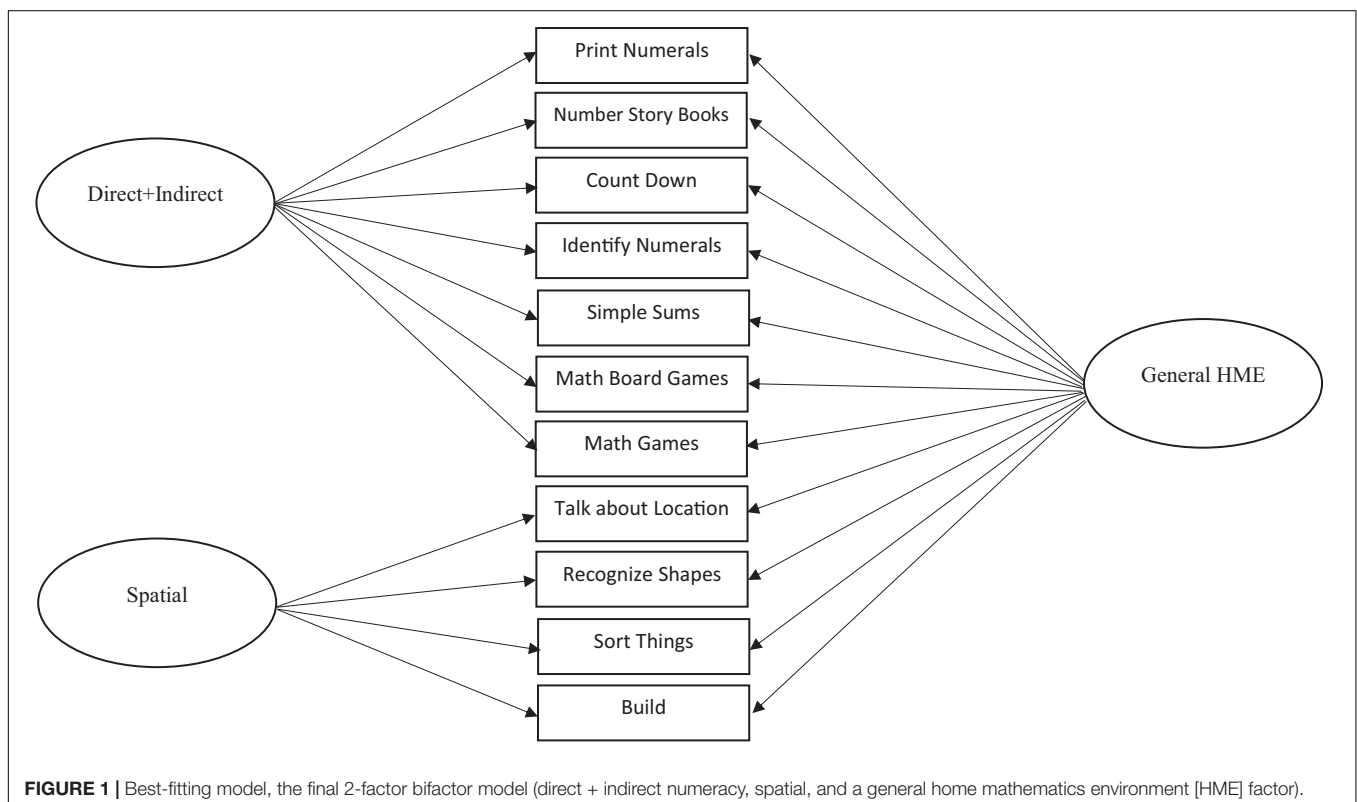 Print Numerals
Number Story Books
Count Down
Direct+Indirect
Identify Numerals
Simple Sums
Math Board Games
General HME
Math Games
Talk about Location
Recognize Shapes
Spatial
Sort Things
Build
FIGURE 1 | Best-fitting model, the final 2-factor bifactor model (direct + indirect numeracy, spatial, and a general home mathematics environment [HME] factor).